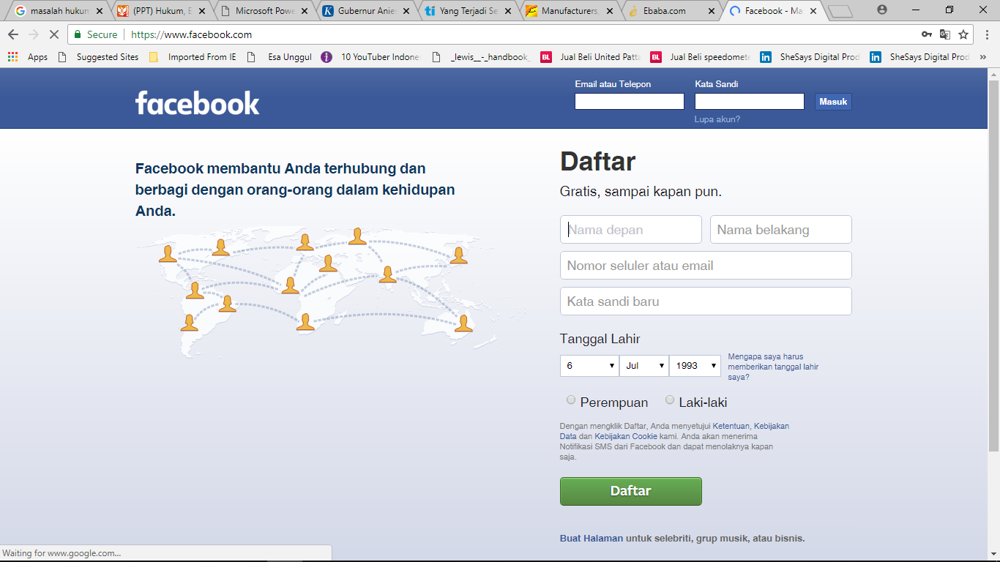 masalah hukum
(PPT) Hukum, E
Microsoft Powe
Gubernur Anies
Yang Terjadi Se
Manufacturers,
Ebaba.com
Facebook - Ma
Secure
https://www.facebook.com
Apps
Suggested Sites
Imported From IE
Esa Unggul
10 YouTuber Indone
_lewis__-_handbook_
BL
Jual Beli United Patta
BL
Jual Beli speedomete
in
SheSays Digital Prod
in
SheSays Digital Prod
»
facebook
Email atau Telepon
Kata Sandi
Masuk
Lupa akun?
Facebook membantu Anda terhubung dan
berbagi dengan orang-orang dalam kehidupan
Anda.
Daftar
Gratis, sampai kapan pun.
Nama depan
Nama belakang
Nomor seluler atau email
Kata sandi baru
Tanggal Lahir
6
Jul
1993
Mengapa saya harus
memberikan tanggal lahir
saya?
Perempuan
Laki-laki
Dengan mengklik Daftar, Anda menyetujui Ketentuan, Kebijakan
Data dan Kebijakan Cookie kami. Anda akan menerima
Notifikasi SMS dari Facebook dan dapat menolaknya kapan
saja.
Daftar
Buat Halaman untuk selebriti, grup musik, atau bisnis.
Waiting for www.google.com...